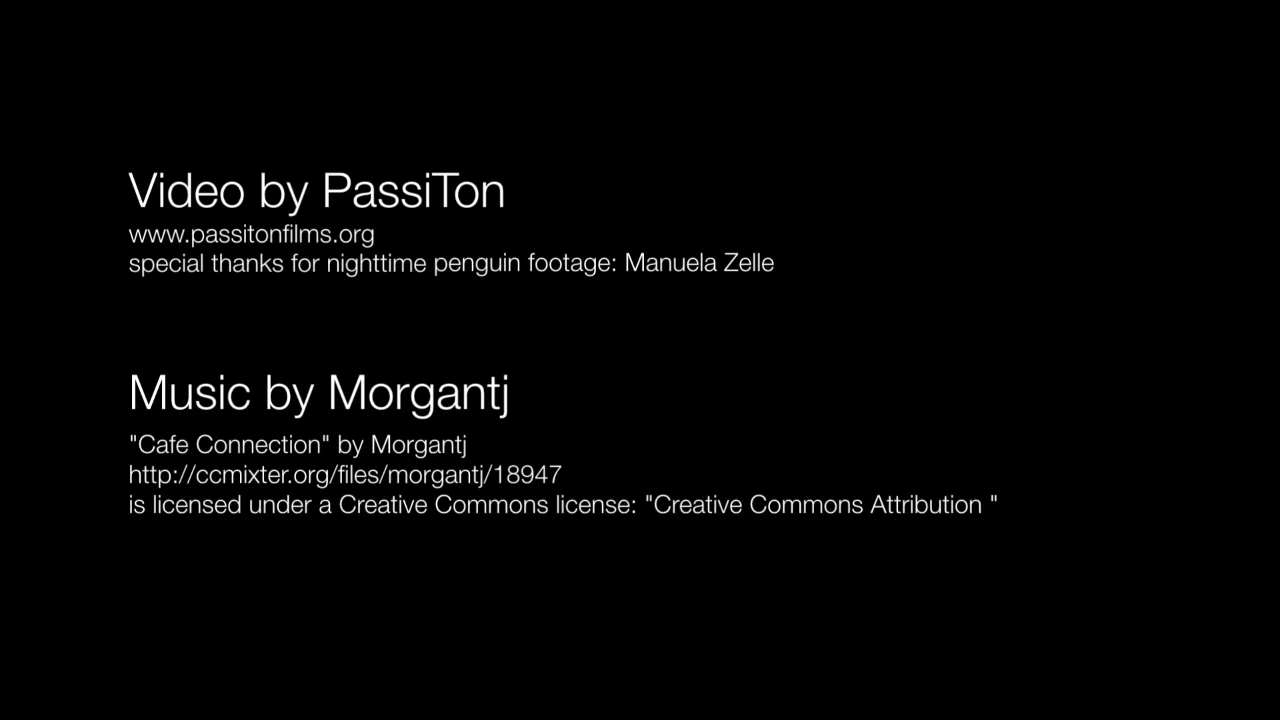 Video by PassiTon
www.passitonfilms.org
special thanks for nighttime penguin footage: Manuela Zelle
Music by Morgantj
"Cafe Connection" by Morgantj
http://ccmixter.org/files/morgantj/18947
is licensed under a Creative Commons license: "Creative Commons Attribution "